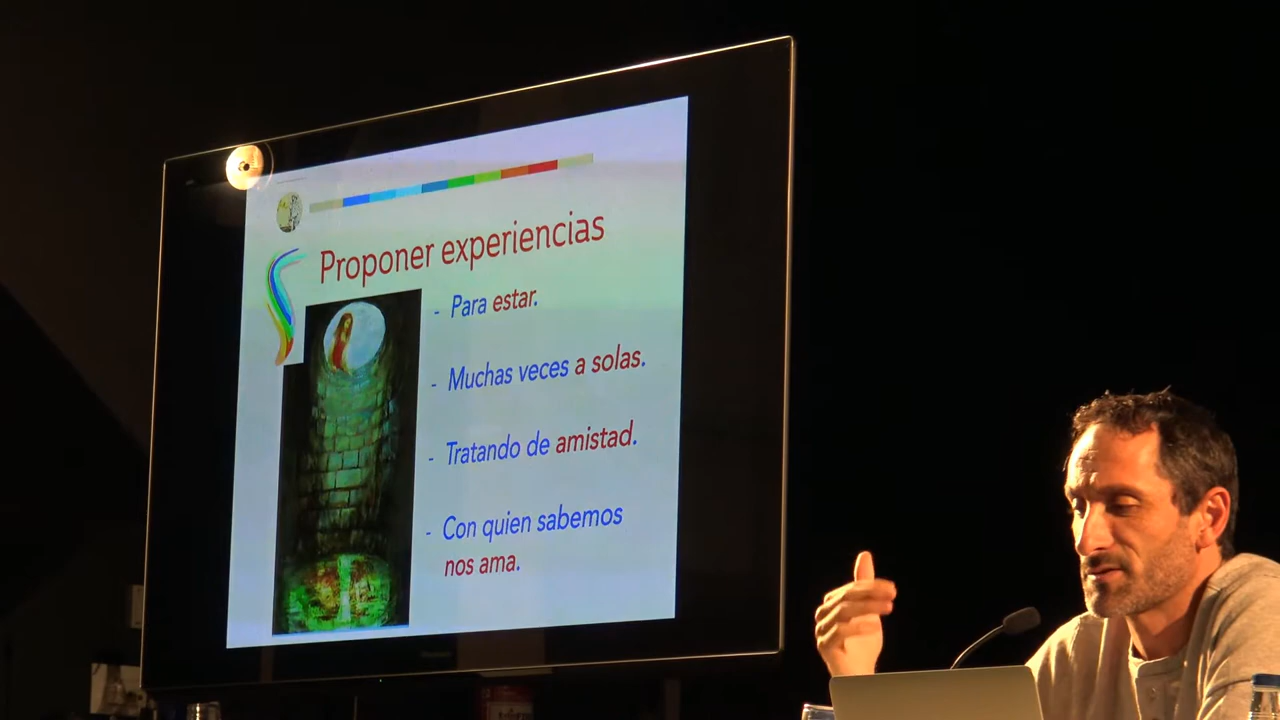 Proponer experiencias
- Para estar.
- Muchas veces a solas.
- Tratando de amistad.
- Con quien sabemos
nos ama.